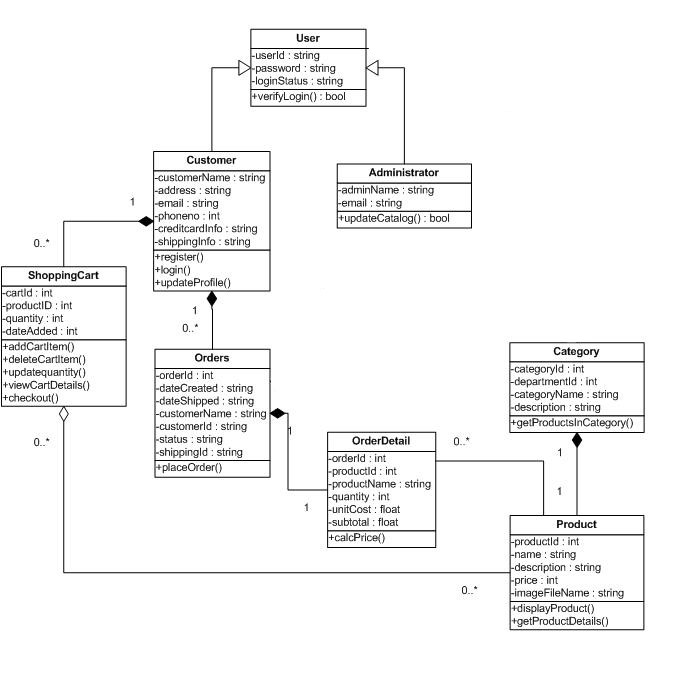 User
-userId : string
-password : string
-loginStatus : string
+verifyLogin() : bool
Customer
-customerName : string
-address : string
-email : string
-phoneno : int
-creditcardInfo : string
-shippingInfo : string
+register()
+login()
+updateProfile()
Administrator
-adminName : string
-email : string
+updateCatalog() : bool
1
0..*
ShoppingCart
-cartId : int
-productID : int
-quantity : int
-dateAdded : int
+addCartItem()
+deleteCartItem()
+updatequantity()
+viewCartDetails()
+checkout()
1
0..*
Orders
-orderId : int
-dateCreated : string
-dateShipped : string
-customerName : string
-customerId : string
-status : string
-shippingId : string
+placeOrder()
1
1
OrderDetail
-orderId : int
-productId : int
-productName : string
-quantity : int
-unitCost : float
-subtotal : float
+calcPrice()
0..*
Category
-categoryId : int
-departmentId : int
-categoryName : string
-description : string
+getProductsInCategory()
1
1
Product
-productId : int
-name : string
-description : string
-price : int
-imageFileName : string
+displayProduct()
+getProductDetails()
0..*
0..*